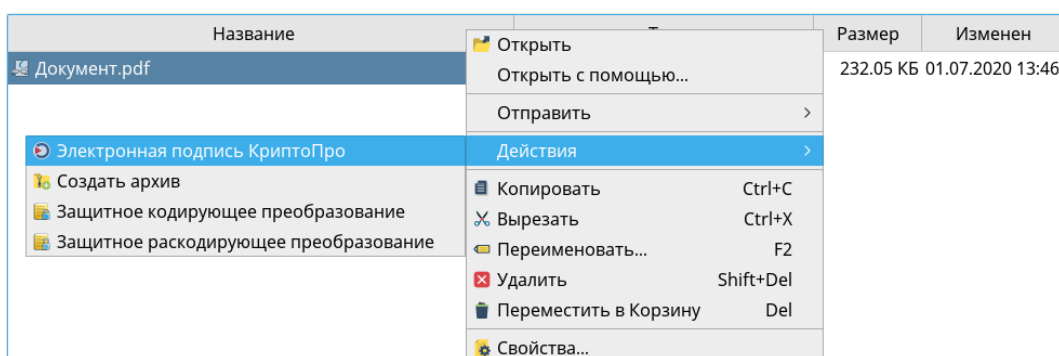 Название Размер Изменен
Документ.pdf 232.05 КБ 01.07.2020 13:46
Открыть
Открыть с помощью...
Отправить
Действия
Электронная подпись КриптоПро
Создать архив
Защитное кодирующее преобразование
Защитное раскодирующее преобразование
Копировать Ctrl+C
Вырезать Ctrl+X
Переименовать... F2
Удалить Shift+Del
Переместить в Корзину Del
Свойства...